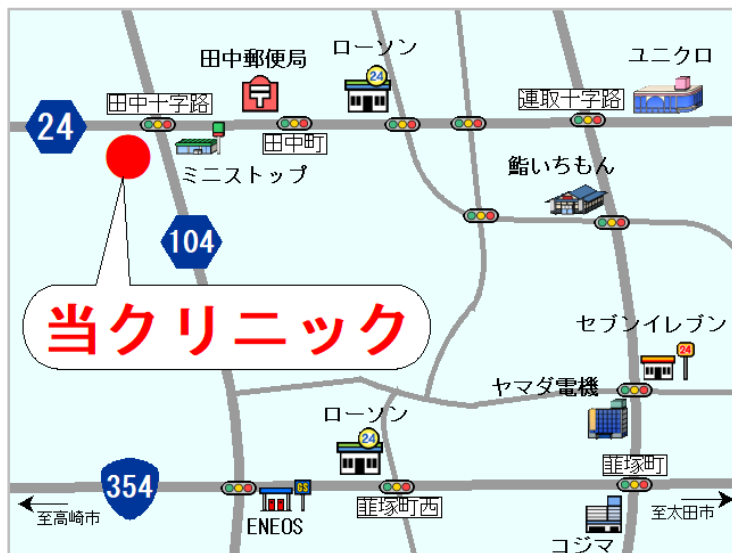 ローソン
ユニクロ
田中郵便局
24
田中十字路
連取十字路
24
田中町
ミニストップ
鮨いちもん
104
当クリニック
セブンイレブン
24
ヤマダ電機
ローソン
24
韮塚町
354
GS
韮塚町西
至高崎市
ENEOS
至太田市
コジマ